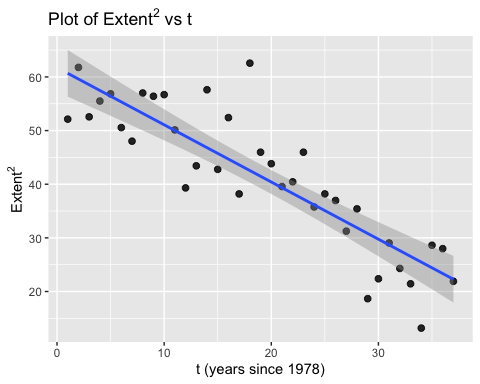 Plot of Extent² vs t
Extent²
60
50
40
30
20
0 10 20 30
t (years since 1978)